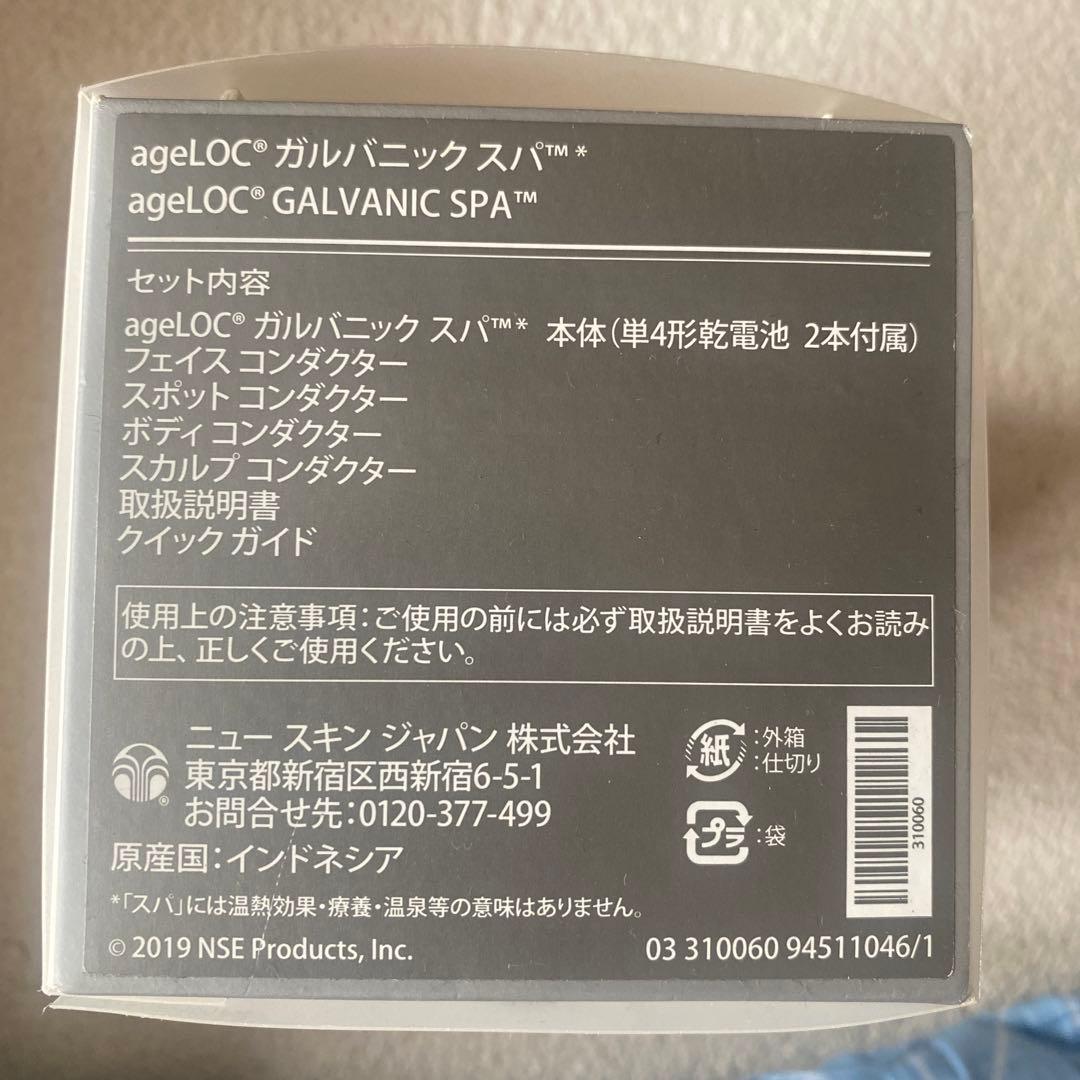 ageLOC® ガルバニック スパ™*
ageLOC® GALVANIC SPA™
セット内容
ageLOC® ガルバニック スパ™* 本体(単4形乾電池 2本付属)
フェイス コンダクター
スポット コンダクター
ボディ コンダクター
スカルプ コンダクター
取扱説明書
クイック ガイド
使用上の注意事項:ご使用の前には必ず取扱説明書をよくお読み
の上、正しくご使用ください。
ニュー スキン ジャパン 株式会社
東京都新宿区西新宿6-5-1
お問合せ先:0120-377-499
®
紙 :外箱
:仕切り
プラ :袋
310060
原産国:インドネシア
*「スパ」には温熱効果・療養・温泉等の意味はありません。
© 2019 NSE Products, Inc.
03 310060 94511046/1